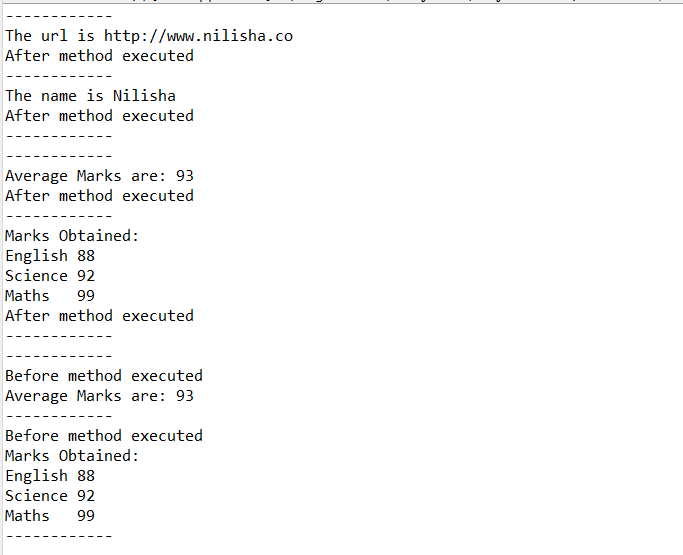 ------------
The url is http://www.nilisha.co
After method executed
------------
The name is Nilisha
After method executed
------------
------------
Average Marks are: 93
After method executed
------------
Marks Obtained:
English 88
Science 92
Maths   99
After method executed
------------
------------
Before method executed
Average Marks are: 93
------------
Before method executed
Marks Obtained:
English 88
Science 92
Maths   99
------------